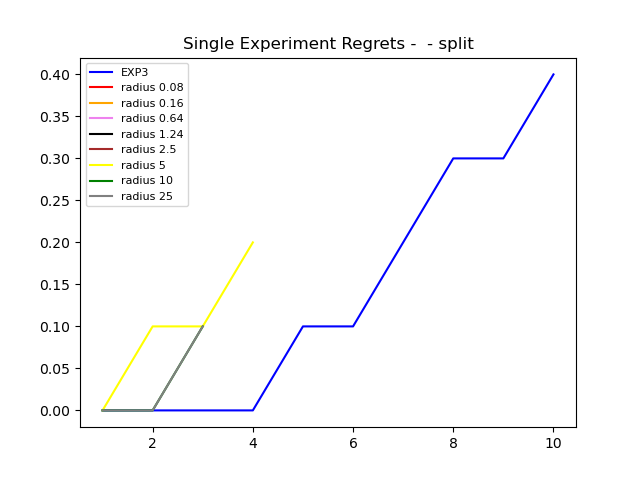 Single Experiment Regrets -  - split
0.40
0.35
0.30
0.25
0.20
0.15
0.10
0.05
0.00
EXP3
radius 0.08
radius 0.16
radius 0.64
radius 1.24
radius 2.5
radius 5
radius 10
radius 25
2 4 6 8 10